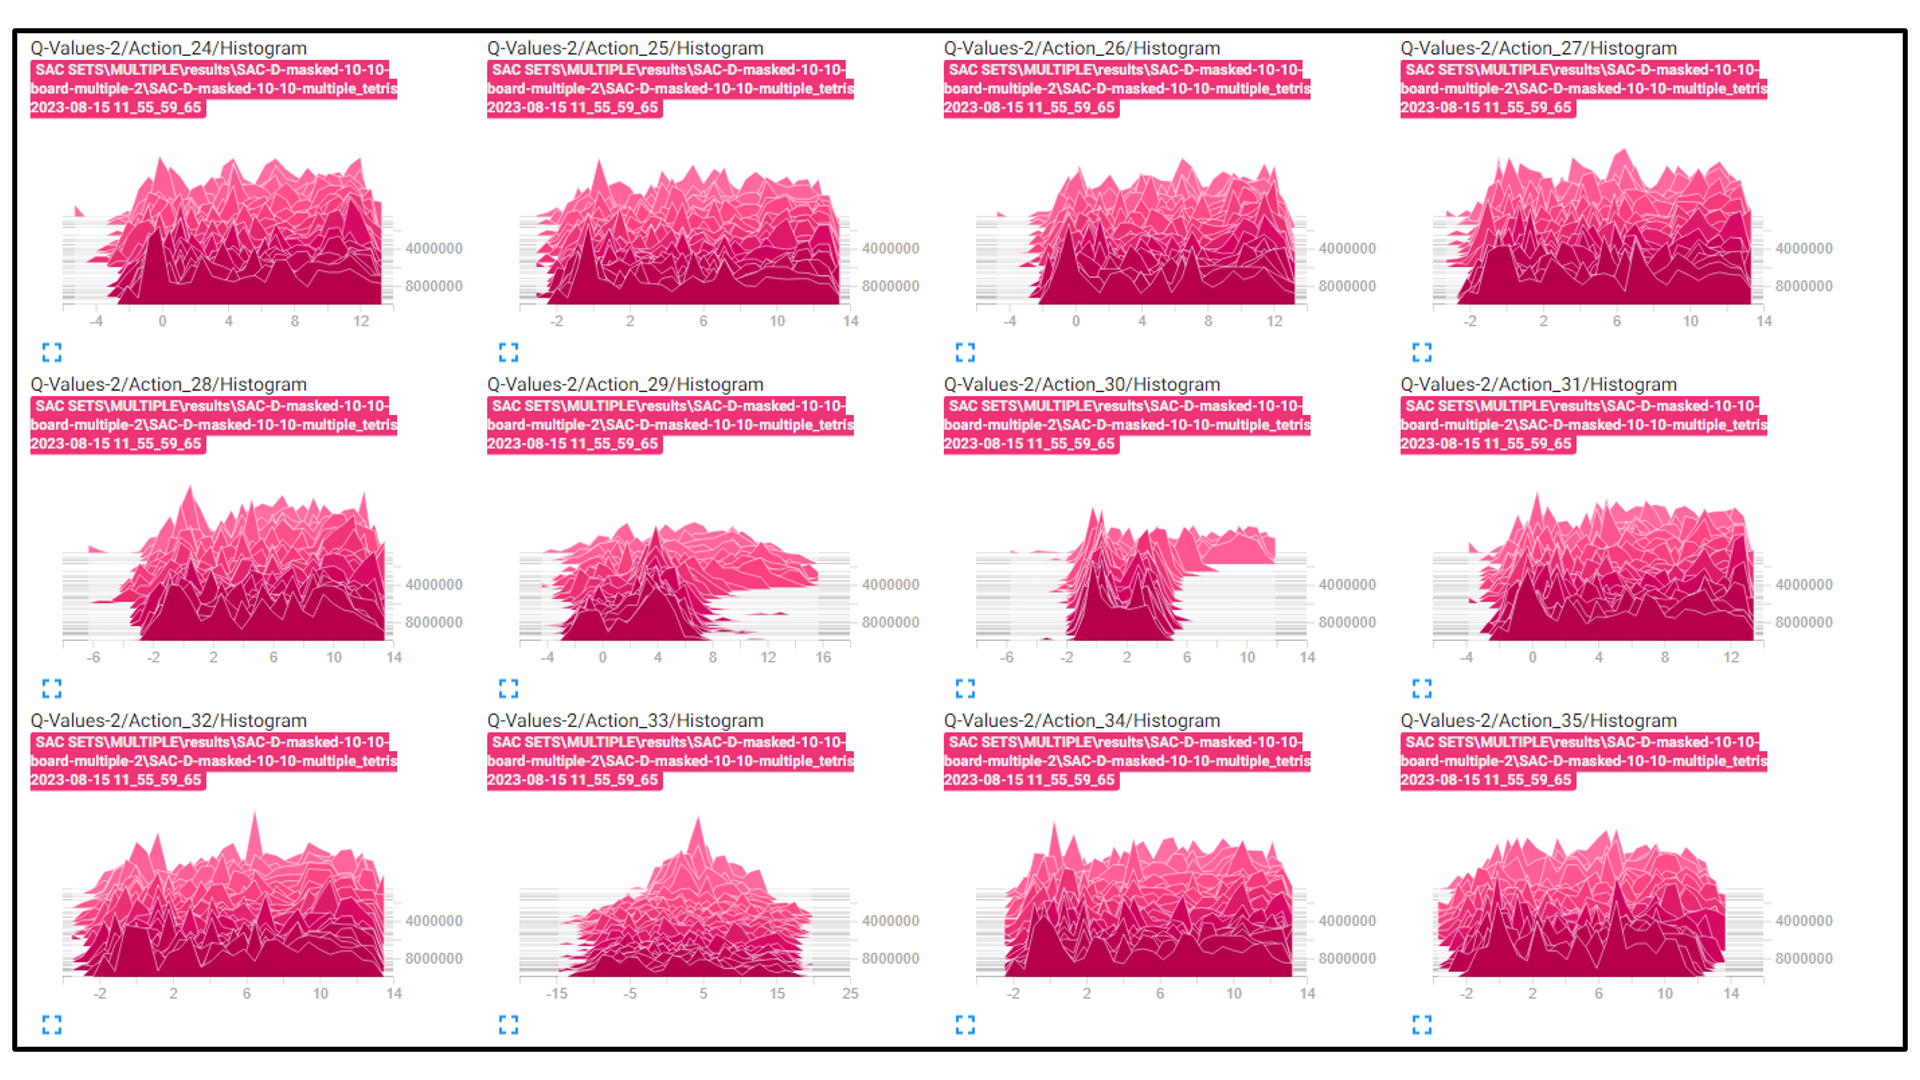 Q-Values-2/Action_24/Histogram
SAC SETS\MULTIPLE\results\SAC-D-masked-10-10-
board-multiple-2\SAC-D-masked-10-10-multiple_tetris
2023-08-15 11_55_59_65
4000000
8000000
-4 0 4 8 12
Q-Values-2/Action_25/Histogram
SAC SETS\MULTIPLE\results\SAC-D-masked-10-10-
board-multiple-2\SAC-D-masked-10-10-multiple_tetris
2023-08-15 11_55_59_65
4000000
8000000
-2 2 6 10 14
Q-Values-2/Action_26/Histogram
SAC SETS\MULTIPLE\results\SAC-D-masked-10-10-
board-multiple-2\SAC-D-masked-10-10-multiple_tetris
2023-08-15 11_55_59_65
4000000
8000000
-4 0 4 8 12
Q-Values-2/Action_27/Histogram
SAC SETS\MULTIPLE\results\SAC-D-masked-10-10-
board-multiple-2\SAC-D-masked-10-10-multiple_tetris
2023-08-15 11_55_59_65
4000000
8000000
-2 2 6 10 14
Q-Values-2/Action_28/Histogram
SAC SETS\MULTIPLE\results\SAC-D-masked-10-10-
board-multiple-2\SAC-D-masked-10-10-multiple_tetris
2023-08-15 11_55_59_65
4000000
8000000
-6 -2 2 6 10 14
Q-Values-2/Action_29/Histogram
SAC SETS\MULTIPLE\results\SAC-D-masked-10-10-
board-multiple-2\SAC-D-masked-10-10-multiple_tetris
2023-08-15 11_55_59_65
4000000
8000000
-4 0 4 8 12 16
Q-Values-2/Action_30/Histogram
SAC SETS\MULTIPLE\results\SAC-D-masked-10-10-
board-multiple-2\SAC-D-masked-10-10-multiple_tetris
2023-08-15 11_55_59_65
4000000
8000000
-6 -2 2 6 10 14
Q-Values-2/Action_31/Histogram
SAC SETS\MULTIPLE\results\SAC-D-masked-10-10-
board-multiple-2\SAC-D-masked-10-10-multiple_tetris
2023-08-15 11_55_59_65
4000000
8000000
-4 0 4 8 12
Q-Values-2/Action_32/Histogram
SAC SETS\MULTIPLE\results\SAC-D-masked-10-10-
board-multiple-2\SAC-D-masked-10-10-multiple_tetris
2023-08-15 11_55_59_65
4000000
8000000
-2 2 6 10 14
Q-Values-2/Action_33/Histogram
SAC SETS\MULTIPLE\results\SAC-D-masked-10-10-
board-multiple-2\SAC-D-masked-10-10-multiple_tetris
2023-08-15 11_55_59_65
4000000
8000000
-15 -5 5 15 25
Q-Values-2/Action_34/Histogram
SAC SETS\MULTIPLE\results\SAC-D-masked-10-10-
board-multiple-2\SAC-D-masked-10-10-multiple_tetris
2023-08-15 11_55_59_65
4000000
8000000
-2 2 6 10 14
Q-Values-2/Action_35/Histogram
SAC SETS\MULTIPLE\results\SAC-D-masked-10-10-
board-multiple-2\SAC-D-masked-10-10-multiple_tetris
2023-08-15 11_55_59_65
4000000
8000000
-2 2 6 10 14